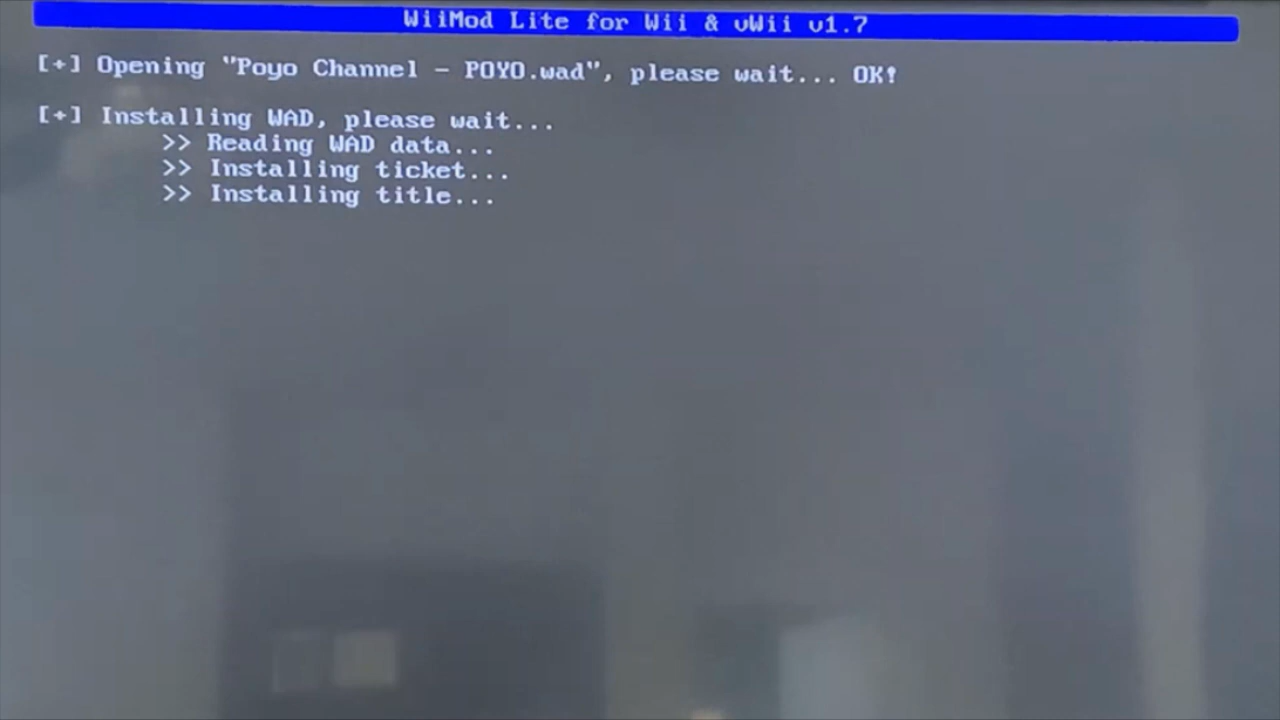 WiiMod Lite for Wii & vWii v1.7
[+] Opening "Poyo Channel - POYO.wad", please wait... OK!
[+] Installing WAD, please wait...
>> Reading WAD data...
>> Installing ticket...
>> Installing title...